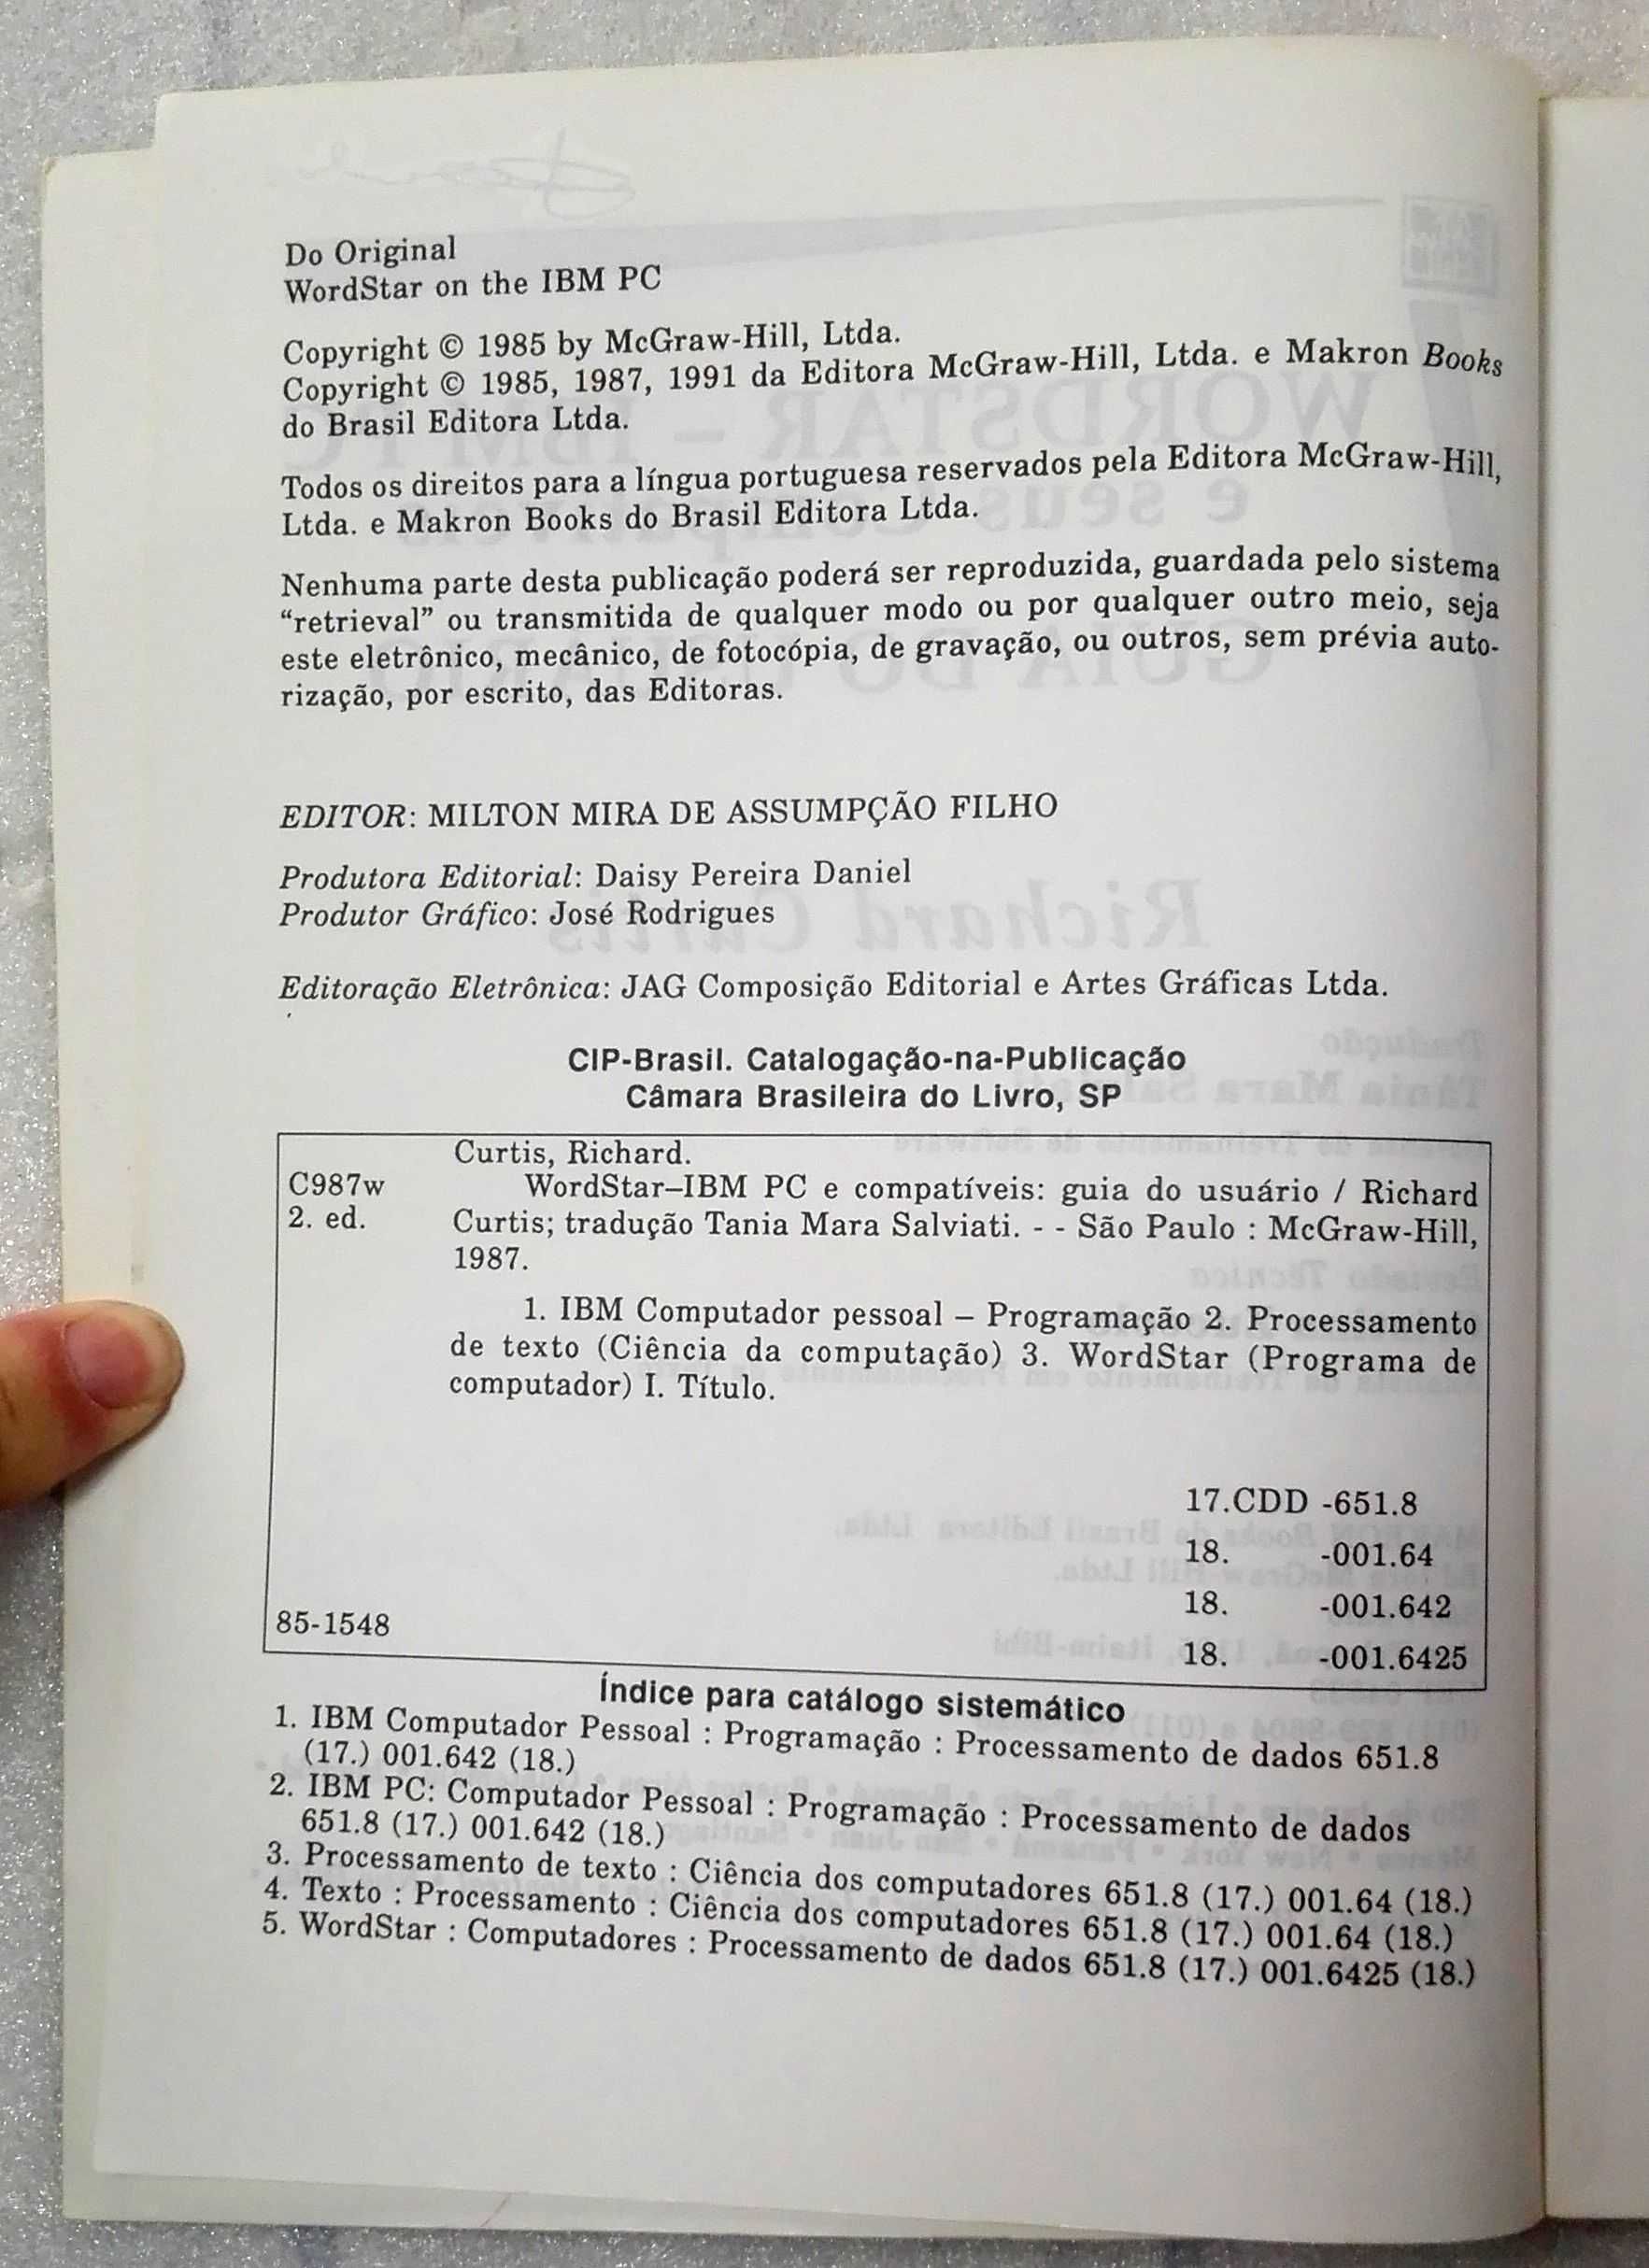 Do Original
WordStar on the IBM PC
Copyright © 1985 by McGraw-Hill, Ltda.
Copyright © 1985, 1987, 1991 da Editora McGraw-Hill, Ltda. e Makron Books
do Brasil Editora Ltda.
Todos os direitos para a língua portuguesa reservados pela Editora McGraw-Hill,
Ltda. e Makron Books do Brasil Editora Ltda.
Nenhuma parte desta publicação poderá ser reproduzida, guardada pelo sistema
“retrieval” ou transmitida de qualquer modo ou por qualquer outro meio, seja
este eletrônico, mecânico, de fotocópia, de gravação, ou outros, sem prévia auto-
rização, por escrito, das Editoras.
EDITOR: MILTON MIRA DE ASSUMPÇÃO FILHO
Produtora Editorial: Daisy Pereira Daniel
Produtor Gráfico: José Rodrigues
Editoração Eletrônica: JAG Composição Editorial e Artes Gráficas Ltda.
CIP-Brasil. Catalogação-na-Publicação
Câmara Brasileira do Livro, SP
Curtis, Richard.
C987w WordStar–IBM PC e compatíveis: guia do usuário / Richard
2. ed. Curtis; tradução Tania Mara Salviati. - - São Paulo : McGraw-Hill,
1987.
1. IBM Computador pessoal – Programação 2. Processamento
de texto (Ciência da computação) 3. WordStar (Programa de
computador) I. Título.
17.CDD -651.8
18. -001.64
18. -001.642
85-1548 18. -001.6425
Índice para catálogo sistemático
1. IBM Computador Pessoal : Programação : Processamento de dados 651.8
(17.) 001.642 (18.)
2. IBM PC: Computador Pessoal : Programação : Processamento de dados
651.8 (17.) 001.642 (18.)
3. Processamento de texto : Ciência dos computadores 651.8 (17.) 001.64 (18.)
4. Texto : Processamento : Ciência dos computadores 651.8 (17.) 001.64 (18.)
5. WordStar : Computadores : Processamento de dados 651.8 (17.) 001.6425 (18.)